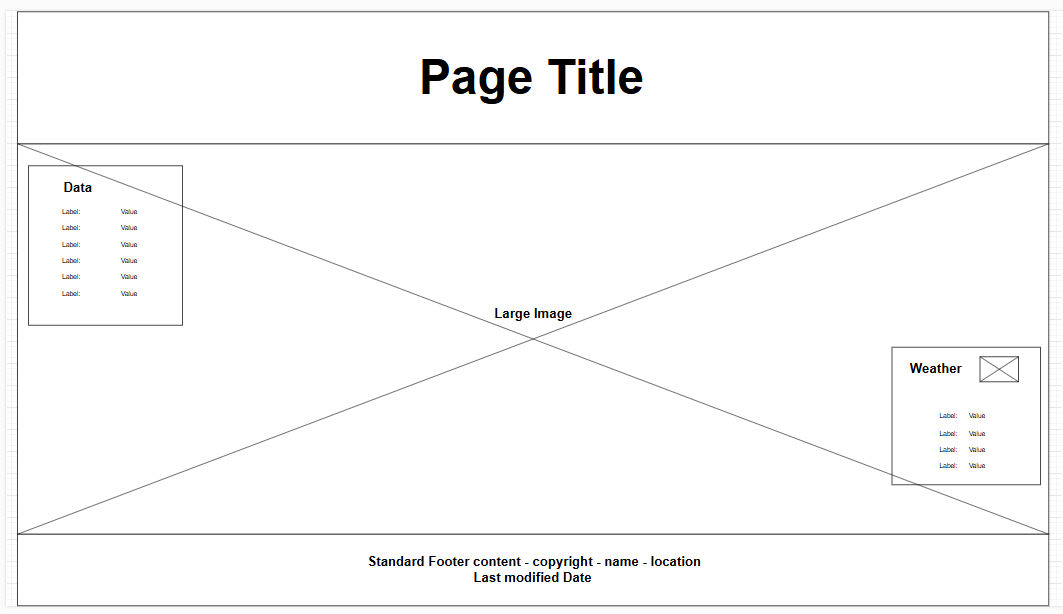 Page Title
Data
Label: Value
Label: Value
Label: Value
Label: Value
Label: Value
Label: Value
Large Image
Weather
Label: Value
Label: Value
Label: Value
Label: Value
Standard Footer content - copyright - name - location
Last modified Date